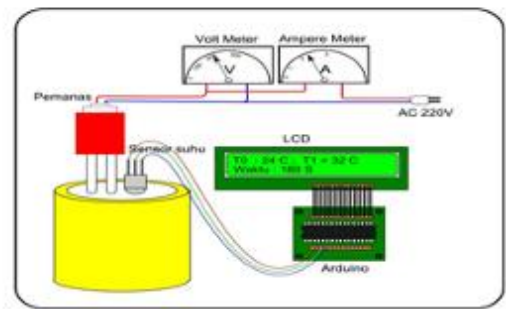 Volt Meter
Ampere Meter
V
A
Pemanas
AC 220V
Sensor suhu
LCD
T0 : 24 C , T1 = 32 C
Waktu : 180 S
Arduino